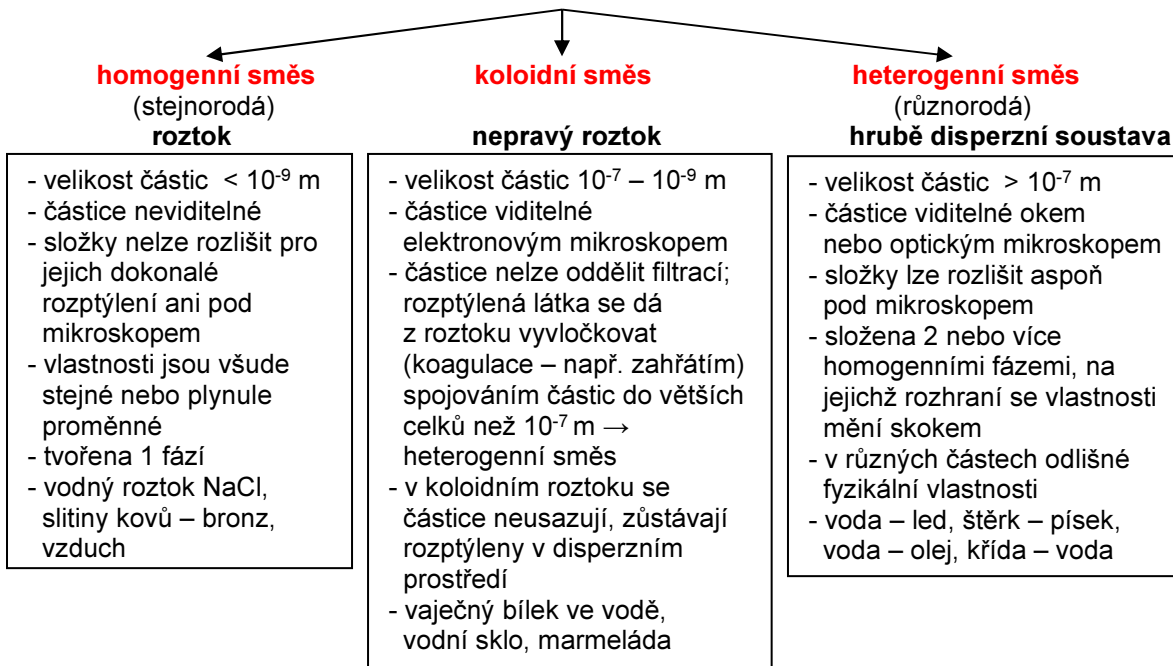 homogenní směs
(stejnorodá)
roztok
- velikost částic < 10⁻⁹ m
- částice neviditelné
- složky nelze rozlišit pro
jejich dokonalé
rozptýlení ani pod
mikroskopem
- vlastnosti jsou všude
stejné nebo plynule
proměnné
- tvořena 1 fází
- vodný roztok NaCl,
slitiny kovů – bronz,
vzduch
koloidní směs
nepravý roztok
- velikost částic 10⁻⁷ – 10⁻⁹ m
- částice viditelné
elektronovým mikroskopem
- částice nelze oddělit filtrací;
rozptýlená látka se dá
z roztoku vyvločkovat
(koagulace – např. zahřátím)
spojováním částic do větších
celků než 10⁻⁷ m →
heterogenní směs
- v koloidním roztoku se
částice neusazují, zůstávají
rozptýleny v disperzním
prostředí
- vaječný bílek ve vodě,
vodní sklo, marmeláda
heterogenní směs
(různorodá)
hrubě disperzní soustava
- velikost částic > 10⁻⁷ m
- částice viditelné okem
nebo optickým mikroskopem
- složky lze rozlišit aspoň
pod mikroskopem
- složena 2 nebo více
homogenními fázemi, na
jejichž rozhraní se vlastnosti
mění skokem
- v různých částech odlišné
fyzikální vlastnosti
- voda – led, štěrk – písek,
voda – olej, křída – voda